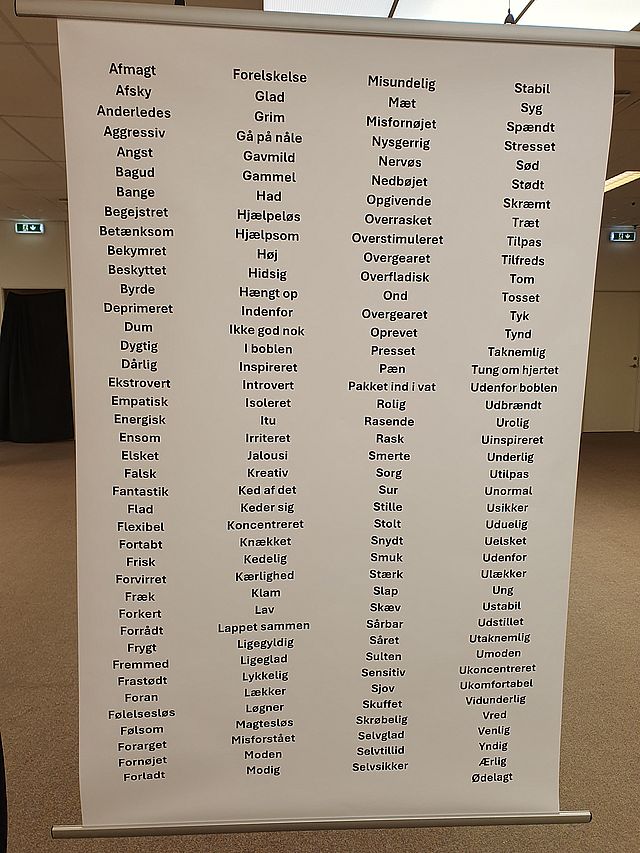 Afmagt
Afsky
Anderledes
Aggressiv
Angst
Bagud
Bange
Begejstret
Betænksom
Bekymret
Beskyttet
Byrde
Deprimeret
Dum
Dygtig
Dårlig
Ekstrovert
Empatisk
Energisk
Ensom
Elsket
Falsk
Fantastik
Flad
Flexibel
Fortabt
Frisk
Forvirret
Fræk
Forkert
Forrådt
Frygt
Fremmed
Frastødt
Foran
Følelsesløs
Følsom
Forarget
Fornøjet
Forladt
Forelskelse
Glad
Grim
Gå på nåle
Gavmild
Gammel
Had
Hjælpeløs
Hjælpsom
Høj
Hidsig
Hængt op
Indenfor
Ikke god nok
I boblen
Inspireret
Introvert
Isoleret
Itu
Irriteret
Jalousi
Kreativ
Ked af det
Keder sig
Koncentreret
Knækket
Kedelig
Kærlighed
Klam
Lav
Lappet sammen
Ligegyldig
Ligeglad
Lykkelig
Lækker
Løgner
Magtesløs
Misforstået
Moden
Modig
Misundelig
Mæt
Misfornøjet
Nysgerrig
Nervøs
Nedbøjet
Opgivende
Overrasket
Overstimuleret
Overgearet
Overfladisk
Ond
Overgearet
Oprevet
Presset
Pæn
Pakket ind i vat
Rolig
Rasende
Rask
Smerte
Sorg
Sur
Stille
Stolt
Snydt
Smuk
Stærk
Slap
Skæv
Sårbar
Såret
Sulten
Sensitiv
Sjov
Skuffet
Skrøbelig
Selvglad
Selvtillid
Selvsikker
Stabil
Syg
Spændt
Stresset
Sød
Stødt
Skræmt
Træt
Tilpas
Tilfreds
Tom
Tosset
Tyk
Tynd
Taknemlig
Tung om hjertet
Udenfor boblen
Udbrændt
Urolig
Uinspireret
Underlig
Utilpas
Unormal
Usikker
Uduelig
Uelsket
Udenfor
Ulækker
Ung
Ustabil
Udstillet
Utaknemlig
Umoden
Ukoncentreret
Ukomfortabel
Vidunderlig
Vred
Venlig
Yndig
Ærlig
Ødelagt